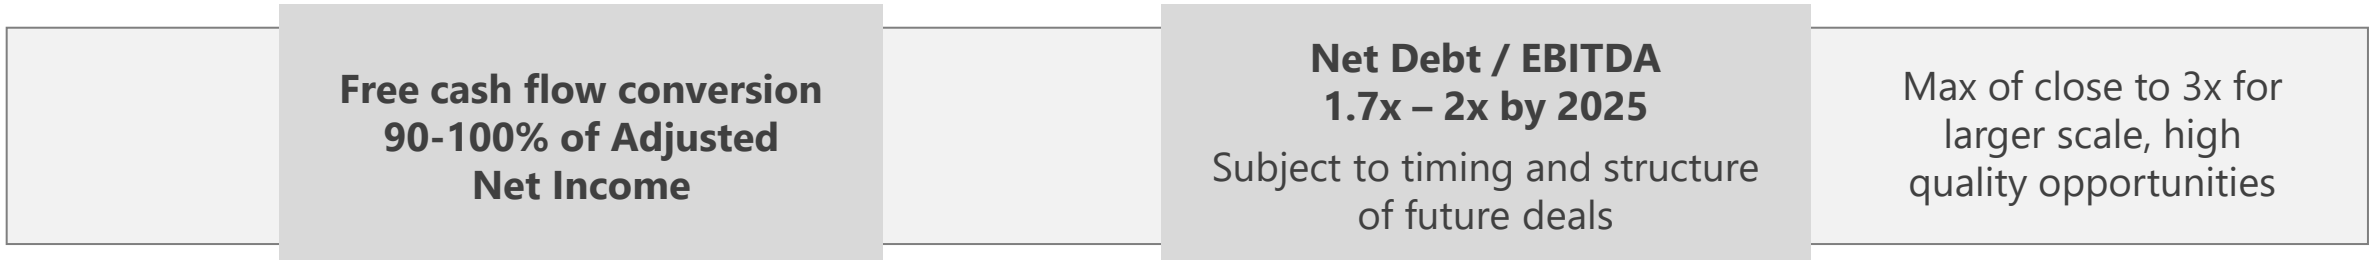 Free cash flow conversion
90-100% of Adjusted
Net Income
Net Debt / EBITDA
1.7x – 2x by 2025
Subject to timing and structure
of future deals
Max of close to 3x for
larger scale, high
quality opportunities